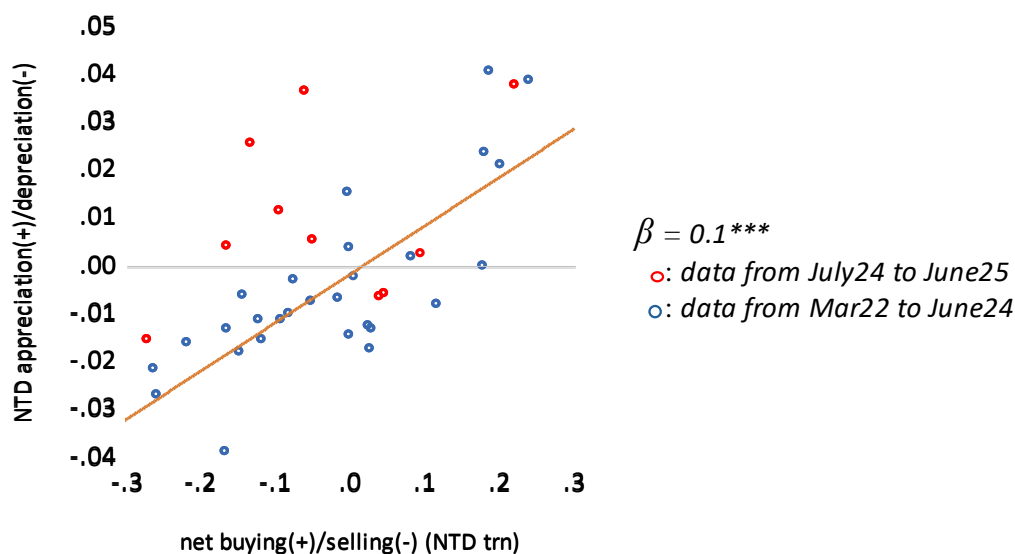 NTD appreciation(+)/depreciation(-)
.05
.04
.03
.02
.01
.00
-.01
-.02
-.03
-.04
-.3 -.2 -.1 .0 .1 .2 .3
net buying(+)/selling(-) (NTD trn)
β = 0.1***
: data from July24 to June25
: data from Mar22 to June24